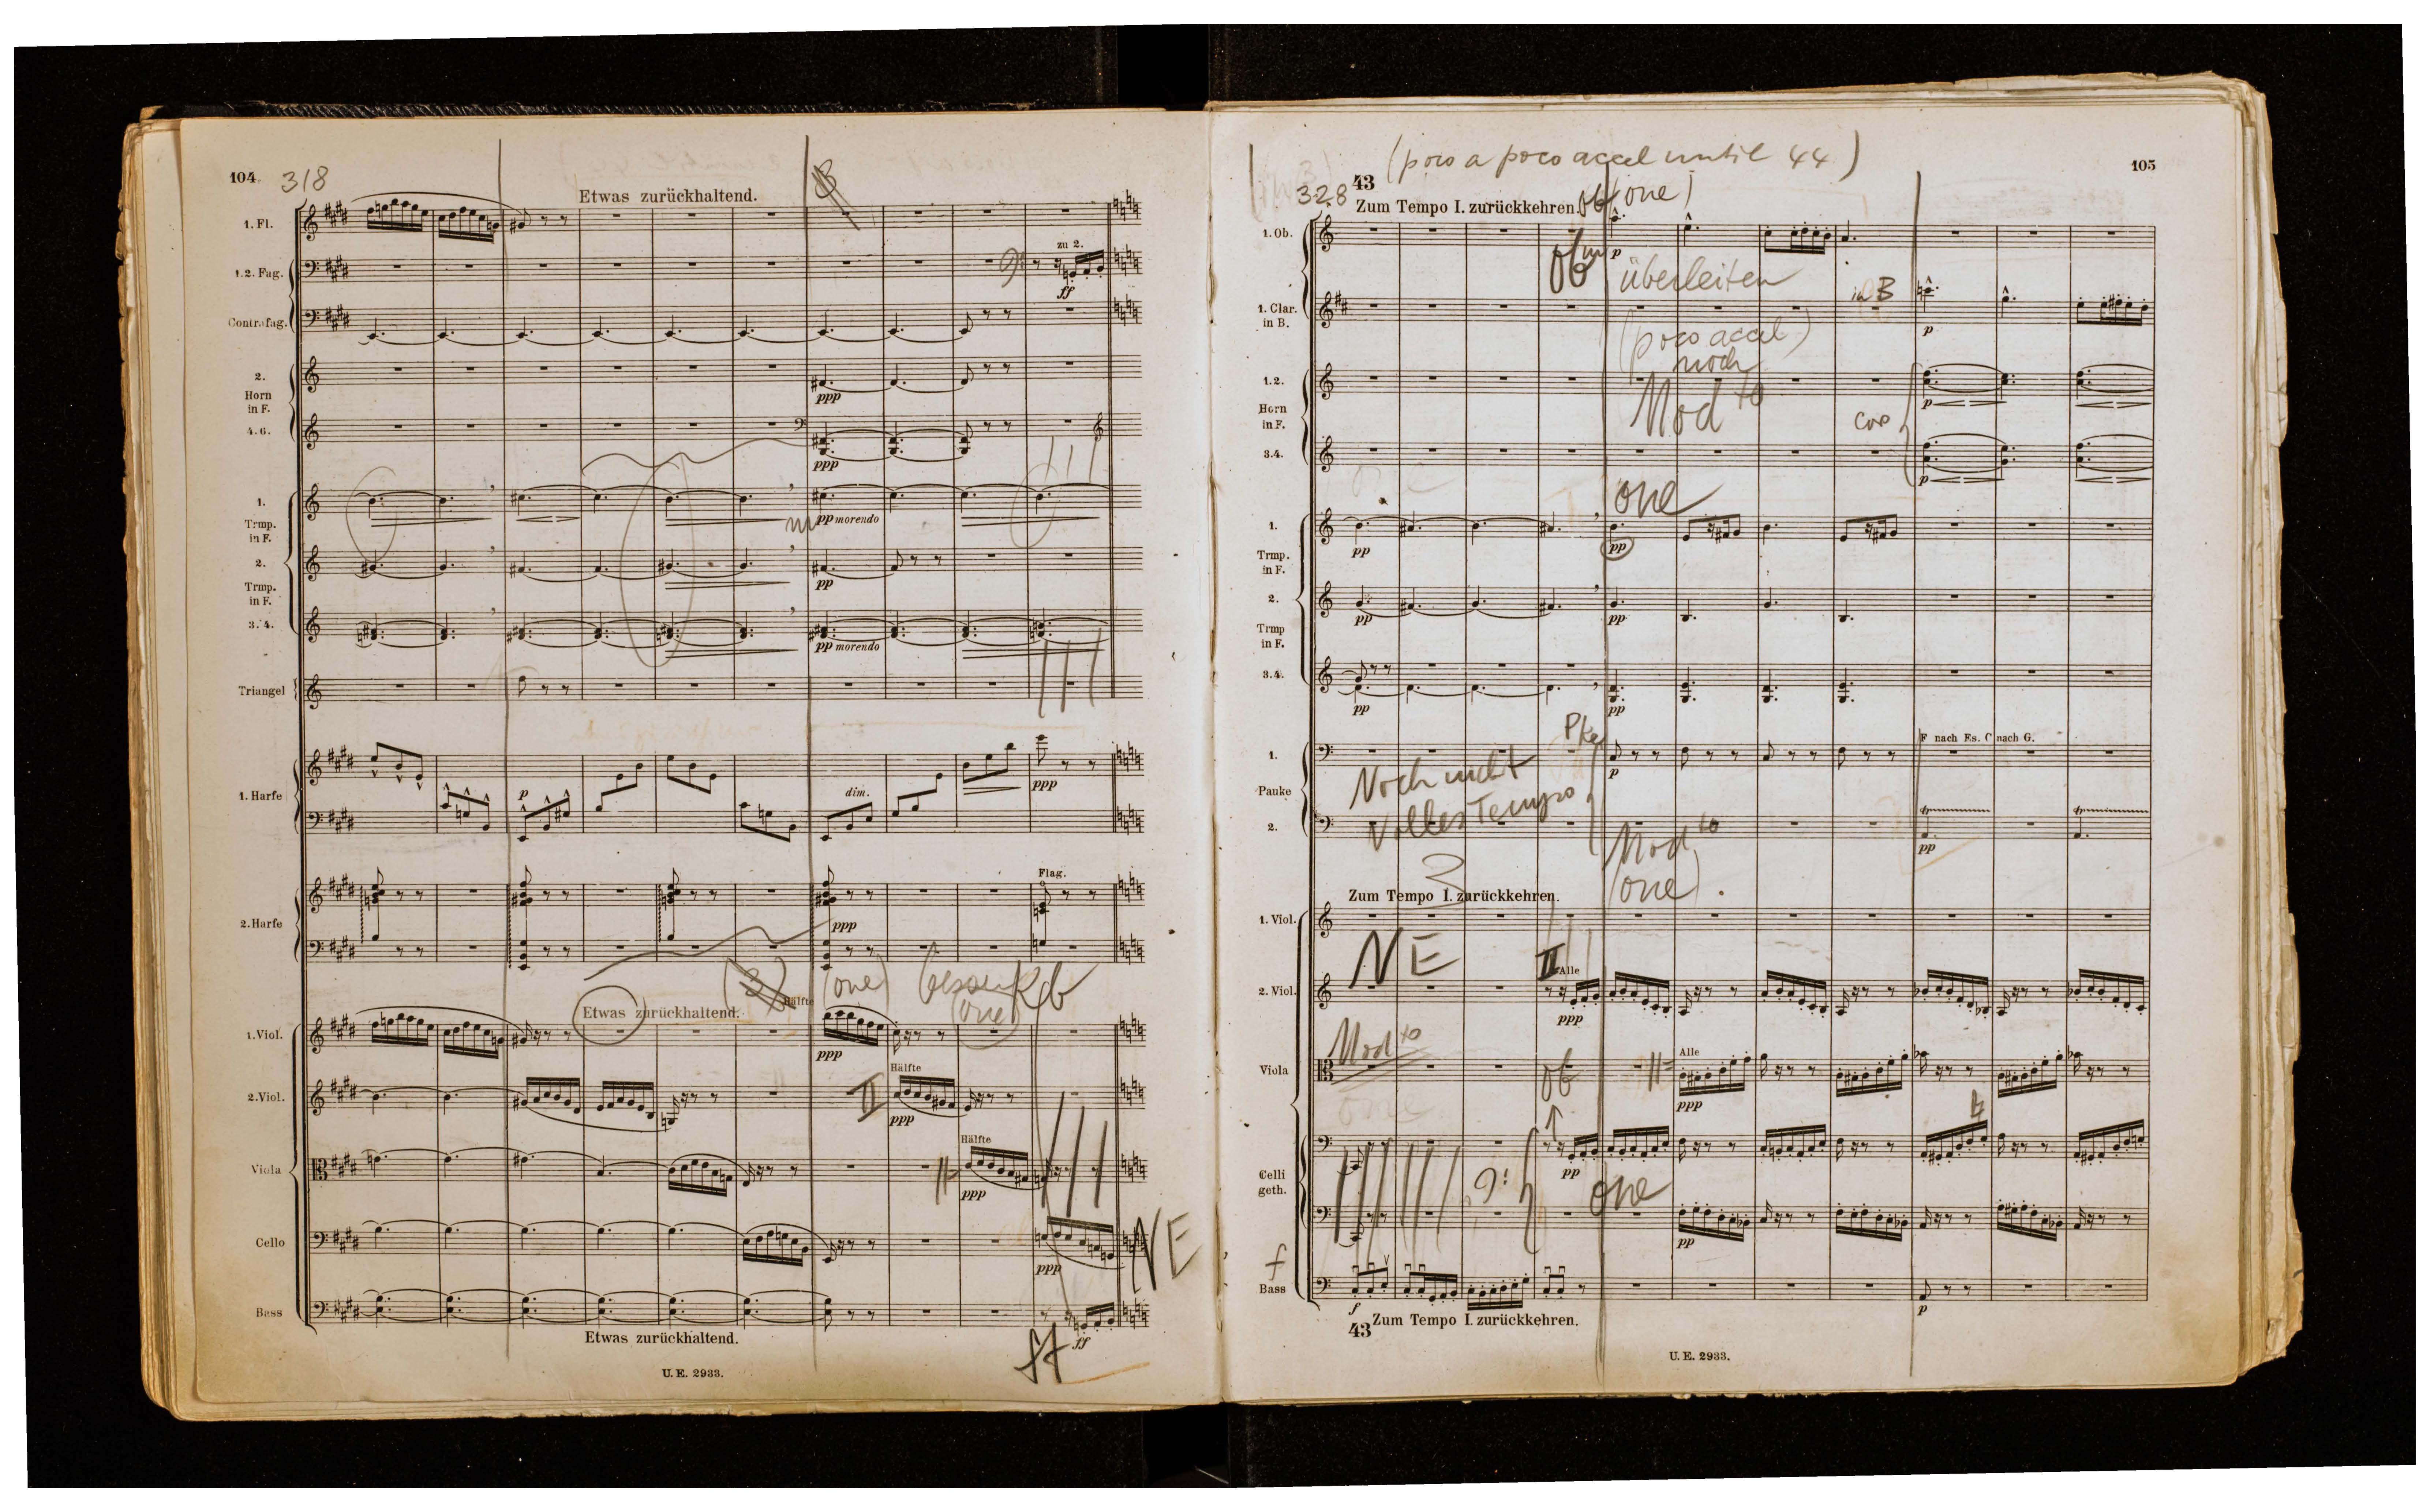 104 318
Etwas zurückhaltend.
1. Fl.
zu 2.
1.2. Fag.
ff
Contrafag.
2.
Horn
in F.
ppp
4. 6.
ppp
1.
Trmp.
in F.
pp morendo
2.
Trmp.
in F.
pp
3. 4.
pp morendo
Triangel
1. Harfe
p
dim.
ppp
2. Harfe
Flag.
ppp
(3) (one)
(one)
Etwas zurückhaltend. Hälfte
1. Viol.
ppp
2. Viol.
II
Hälfte
ppp
Viola
Hälfte
ppp
Cello
ppp
NE
Bass
ff
ff
Etwas zurückhaltend.
U. E. 2933.
(poco a poco accel until 44)
105
328 43
Zum Tempo I. zurückkehren. Ob (one)
1. Ob.
p
Ob
überleiten
1. Clar.
in B.
in B
p
(poco accel)
noch
Mod to
1.2.
Horn
in F.
p
3.4.
p
one
1.
Trmp.
in F.
pp
pp
2.
Trmp
in F.
pp
pp
3.4.
pp
pp
Pke
F nach Es. C nach G.
1.
Pauke
p
Noch nicht
volles Tempo
2.
pp
Mod to
(one)
Zum Tempo I. zurückkehren.
1. Viol.
NE
II Alle
2. Viol.
ppp
Mod to
Viola
Alle
ppp
Ob
one
Celli
geth.
pp
one
pp
f
Bass
f
p
43 Zum Tempo I. zurückkehren.
U. E. 2933.